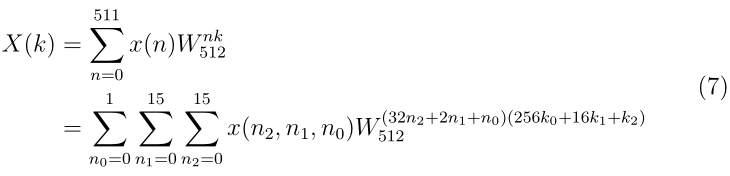 X(k) = \sum_{n=0}^{511} x(n) W_{512}^{nk}
= \sum_{n_0=0}^{1} \sum_{n_1=0}^{15} \sum_{n_2=0}^{15} x(n_2, n_1, n_0) W_{512}^{(32n_2+2n_1+n_0)(256k_0+16k_1+k_2)}
(7)